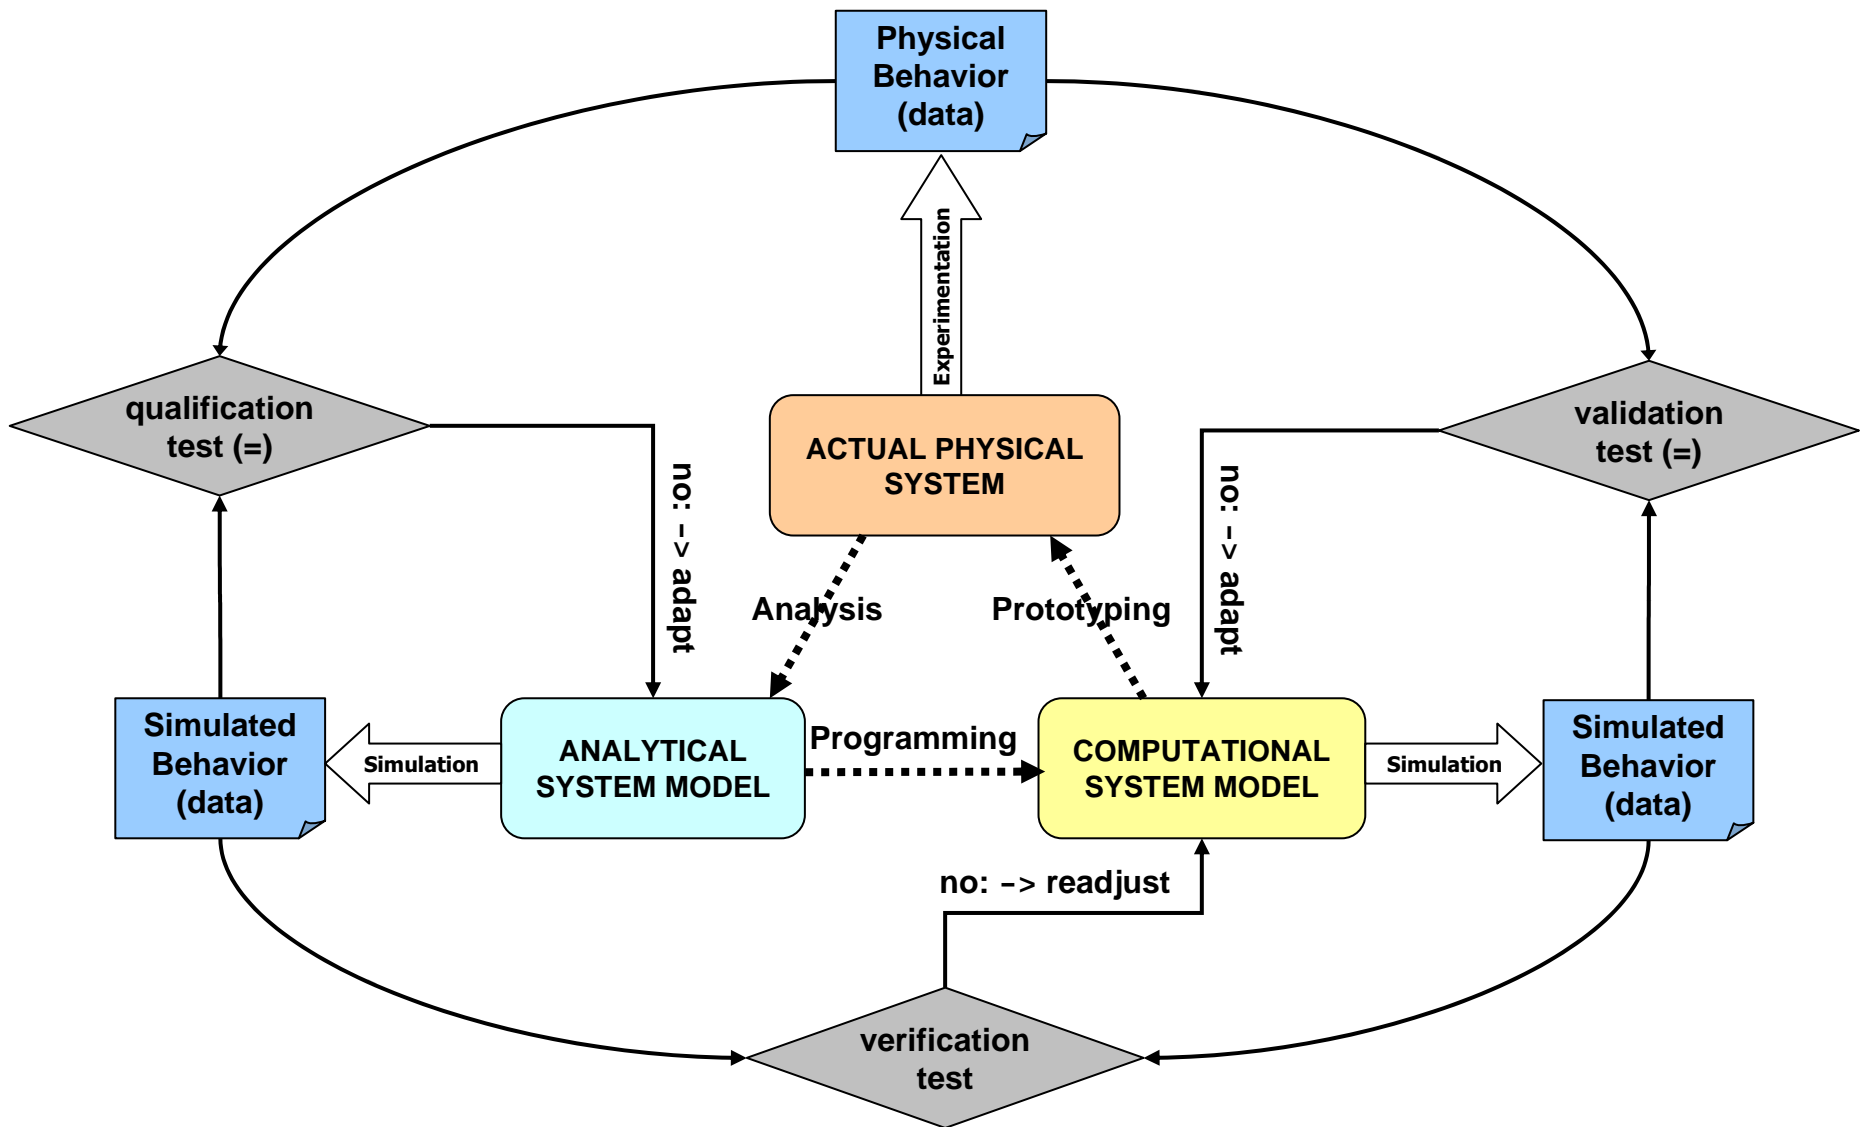 Physical
Behavior
(data)
Experimentation
qualification
test (=)
validation
test (=)
ACTUAL PHYSICAL
SYSTEM
no: -> adapt
no: -> adapt
Analysis
Prototyping
Simulated
Behavior
(data)
Simulation
ANALYTICAL
SYSTEM MODEL
Programming
COMPUTATIONAL
SYSTEM MODEL
Simulation
Simulated
Behavior
(data)
no: -> readjust
verification
test